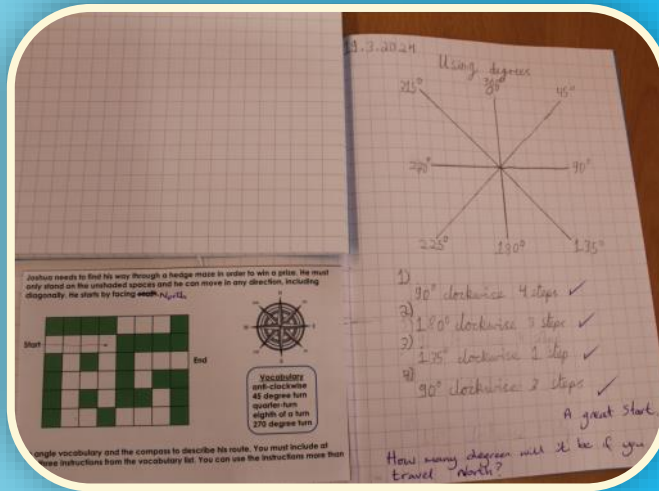 19.3.2024
Using degrees
45°
270°
90°
225°
180°
135°
1)
90° clockwise 4 steps
2)
180° clockwise 3 steps
3)
135° clockwise 1 step
4)
90° clockwise 2 steps
A great start.
How many degrees will it be if you
travel North?
Joshua needs to find his way through a hedge maze in order to win a prize. He must
only stand on the unshaded spaces and he can move in any direction, including
diagonally. He starts by facing North
Start
End
Vocabulary
anti-clockwise
45 degree turn
quarter-turn
eighth of a turn
270 degree turn
angle vocabulary and the compass to describe his route. You must include at
three instructions from the vocabulary list. You can use the instructions more than